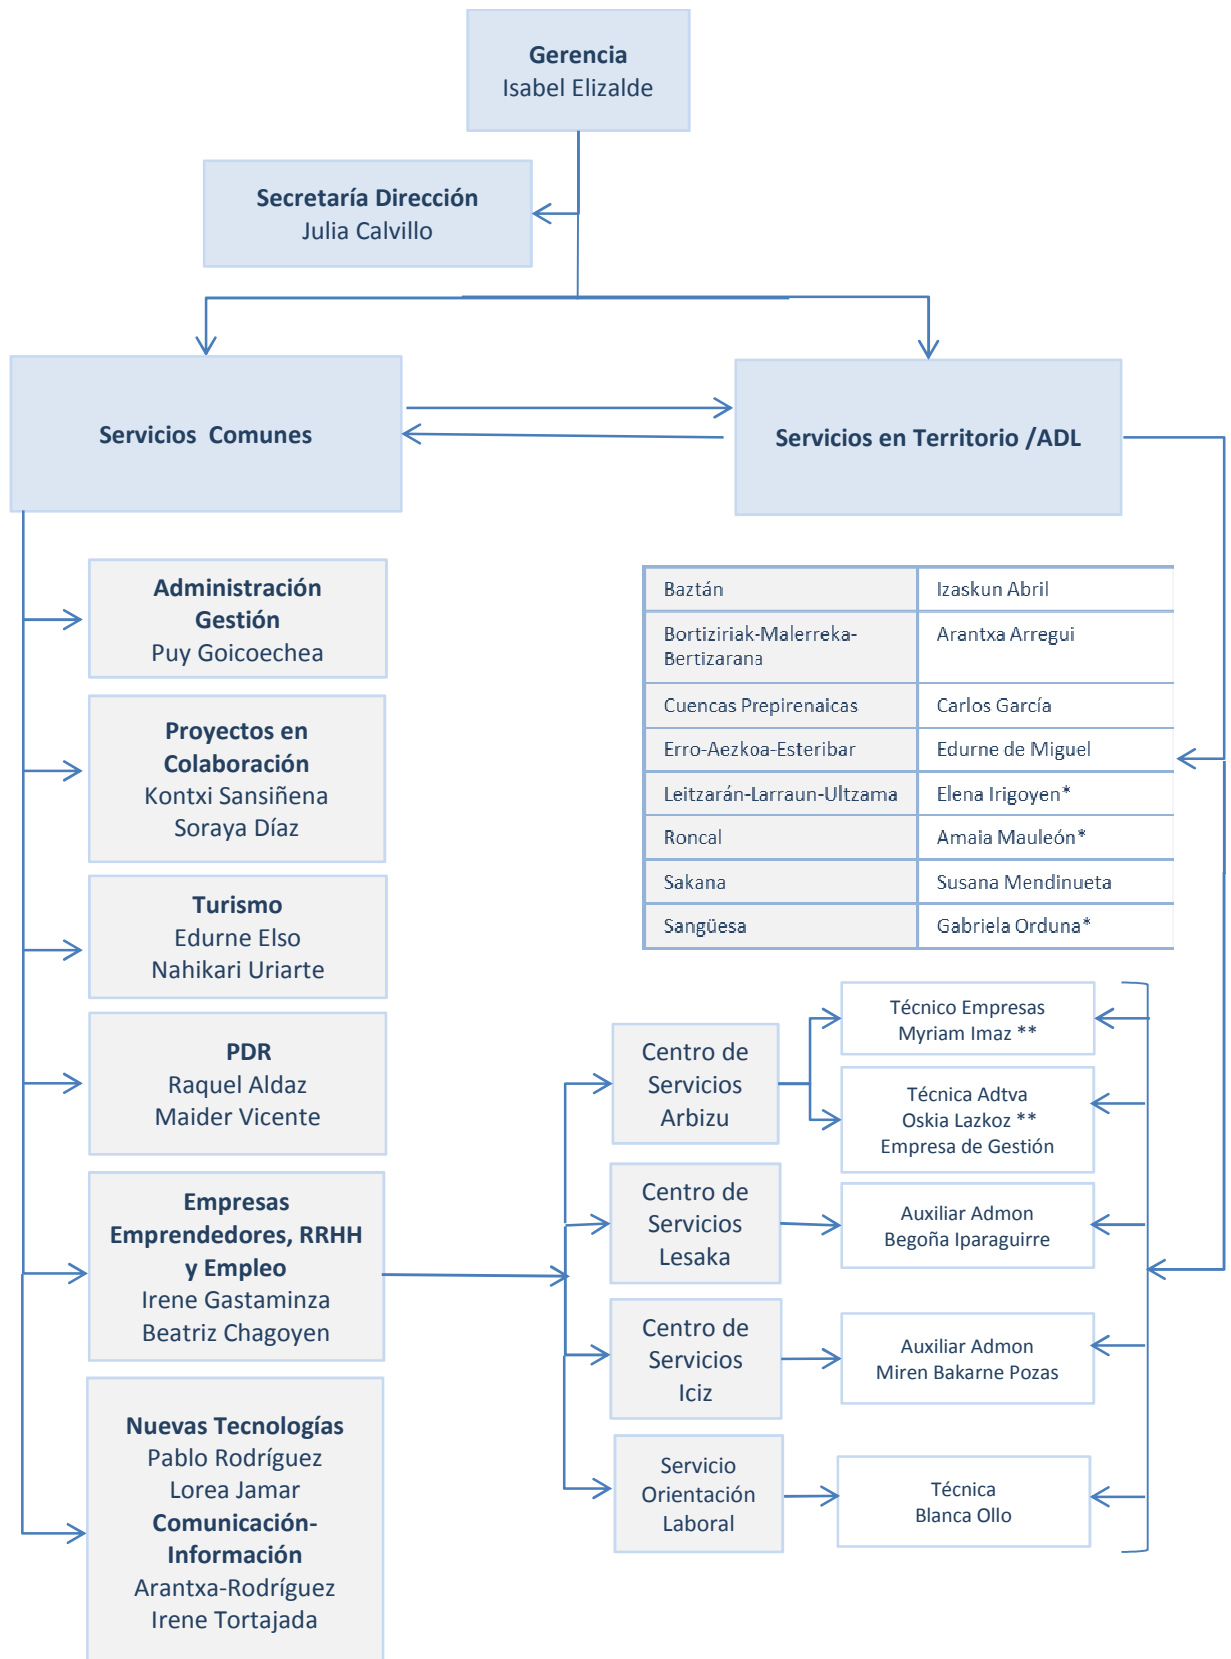 Gerencia
Isabel Elizalde
Secretaría Dirección
Julia Calvillo
Servicios Comunes
Servicios en Territorio /ADL
Administración
Gestión
Puy Goicoechea
Proyectos en
Colaboración
Kontxi Sansiñena
Soraya Díaz
Turismo
Edurne Elso
Nahikari Uriarte
PDR
Raquel Aldaz
Maider Vicente
Empresas
Emprendedores, RRHH
y Empleo
Irene Gastaminza
Beatriz Chagoyen
Nuevas Tecnologías
Pablo Rodríguez
Lorea Jamar
Comunicación-
Información
Arantxa-Rodríguez
Irene Tortajada
Baztán
Izaskun Abril
Bortiziriak-Malerreka-
Bertizarana
Arantxa Arregui
Cuencas Prepirenaicas
Carlos García
Erro-Aezkoa-Esteribar
Edurne de Miguel
Leitzarán-Larraun-Ultzama
Elena Irigoyen*
Roncal
Amaia Mauleón*
Sakana
Susana Mendinueta
Sangüesa
Gabriela Orduna*
Centro de
Servicios
Arbizu
Técnico Empresas
Myriam Imaz **
Técnica Adtva
Oskia Lazkoz **
Empresa de Gestión
Centro de
Servicios
Lesaka
Auxiliar Admon
Begoña Iparaguirre
Centro de
Servicios
Iciz
Auxiliar Admon
Miren Bakarne Pozas
Servicio
Orientación
Laboral
Técnica
Blanca Ollo